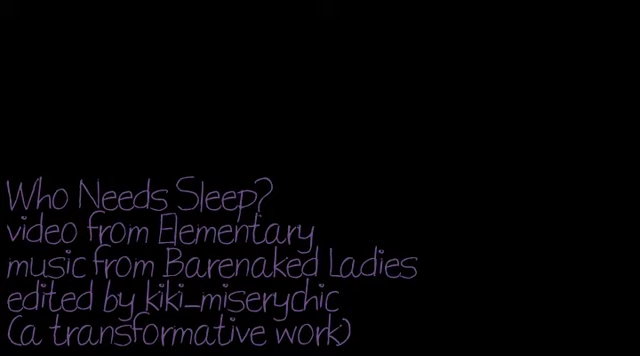 Who Needs Sleep?
video from Elementary
music from Barenaked Ladies
edited by kiki_miserychic
(a transformative work)